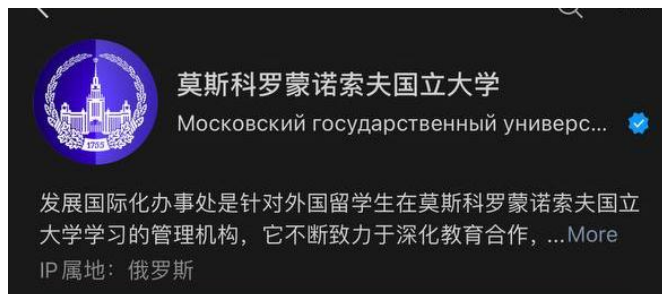 莫斯科罗蒙诺索夫国立大学
Московский государственный универс...
1755
发展国际化办事处是针对外国留学生在莫斯科罗蒙诺索夫国立
大学学习的管理机构，它不断致力于深化教育合作，...More
IP属地：俄罗斯